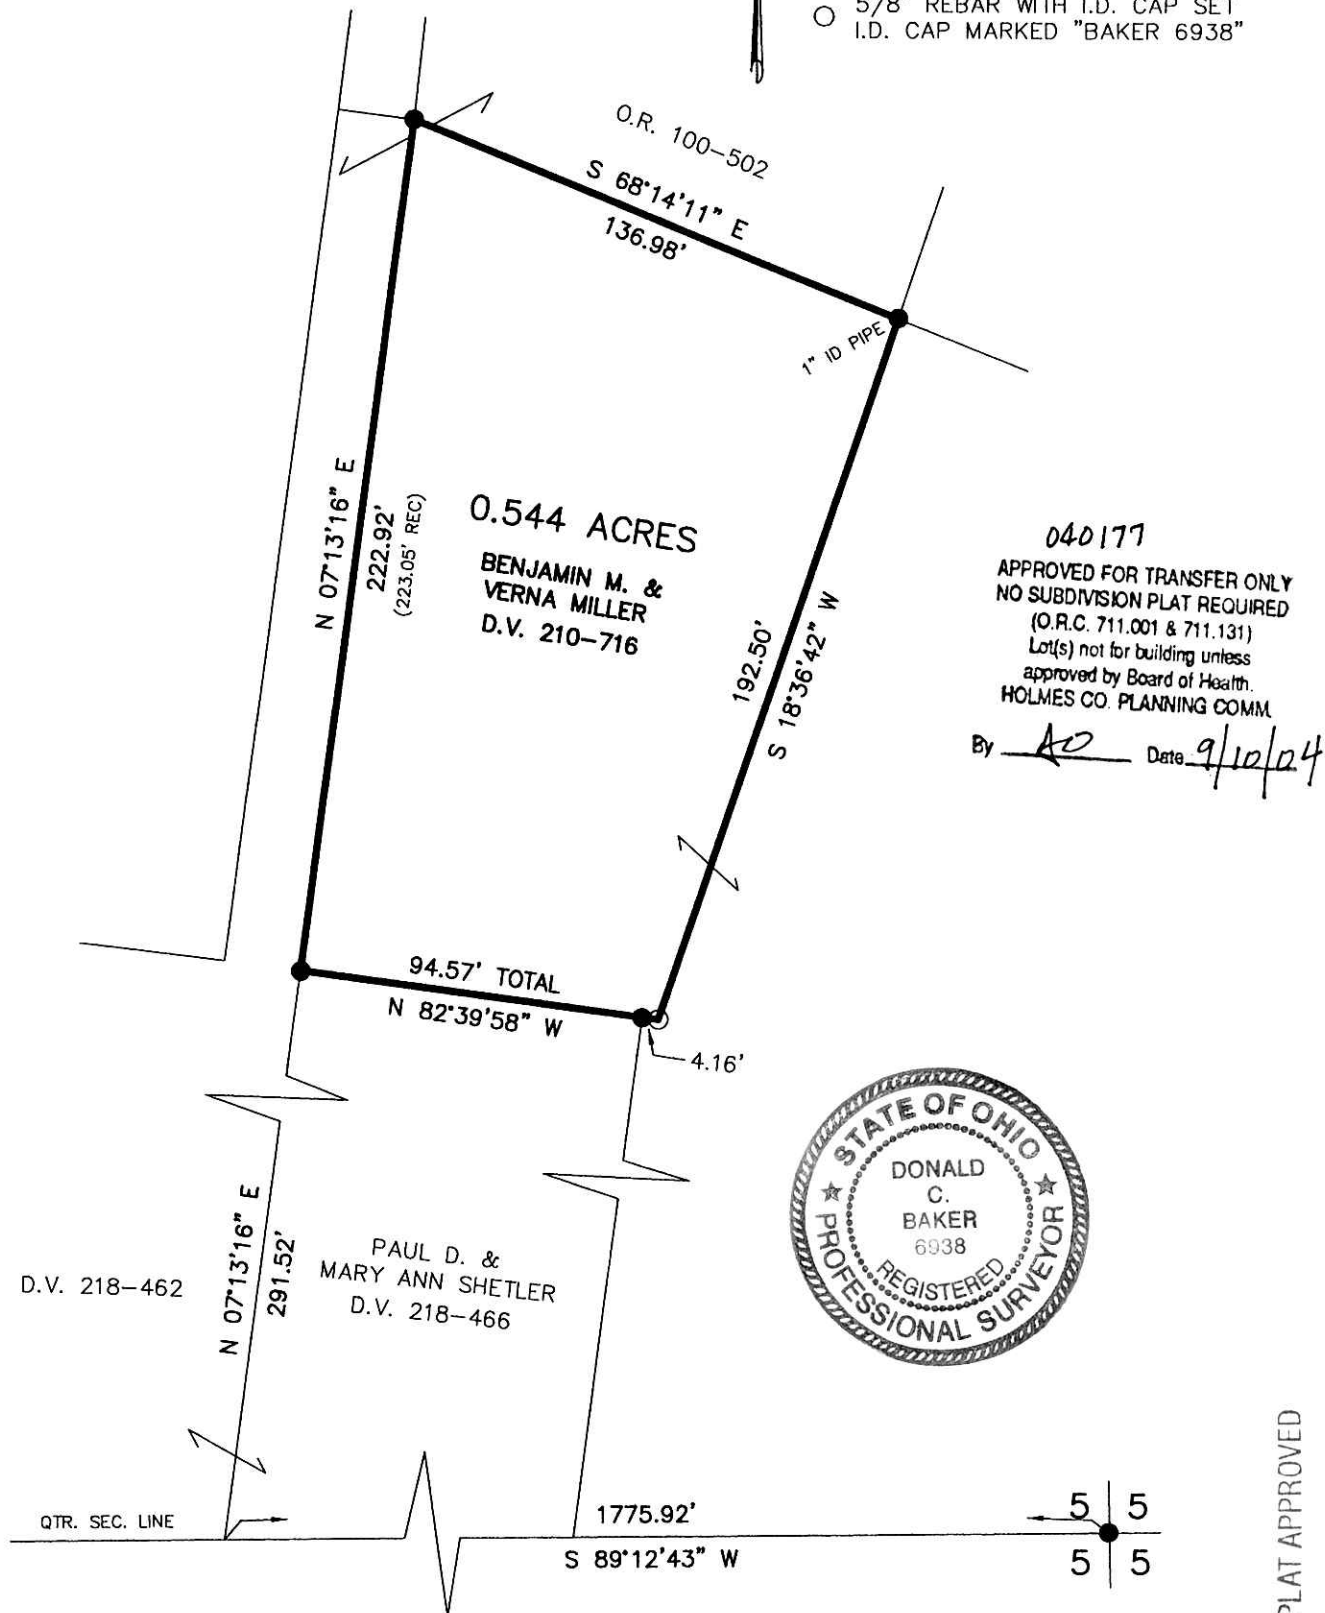 5/8" REBAR WITH I.D. CAP SET
I.D. CAP MARKED "BAKER 6938"
O.R. 100-502
S 68°14'11" E
136.98'
1" ID PIPE
N 07°13'16" E
222.92'
(223.05' REC)
0.544 ACRES
BENJAMIN M. &
VERNA MILLER
D.V. 210-716
192.50'
S 18°36'42" W
040177
APPROVED FOR TRANSFER ONLY
NO SUBDIVISION PLAT REQUIRED
(O.R.C. 711.001 & 711.131)
Lot(s) not for building unless
approved by Board of Health.
HOLMES CO. PLANNING COMM.
By AO Date 9/10/04
94.57' TOTAL
N 82°39'58" W
4.16'
STATE OF OHIO
DONALD
C.
BAKER
6938
REGISTERED
PROFESSIONAL SURVEYOR
D.V. 218-462
N 07°13'16" E
291.52'
PAUL D. &
MARY ANN SHETLER
D.V. 218-466
QTR. SEC. LINE
1775.92'
S 89°12'43" W
5 5
5 5
PLAT APPROVED